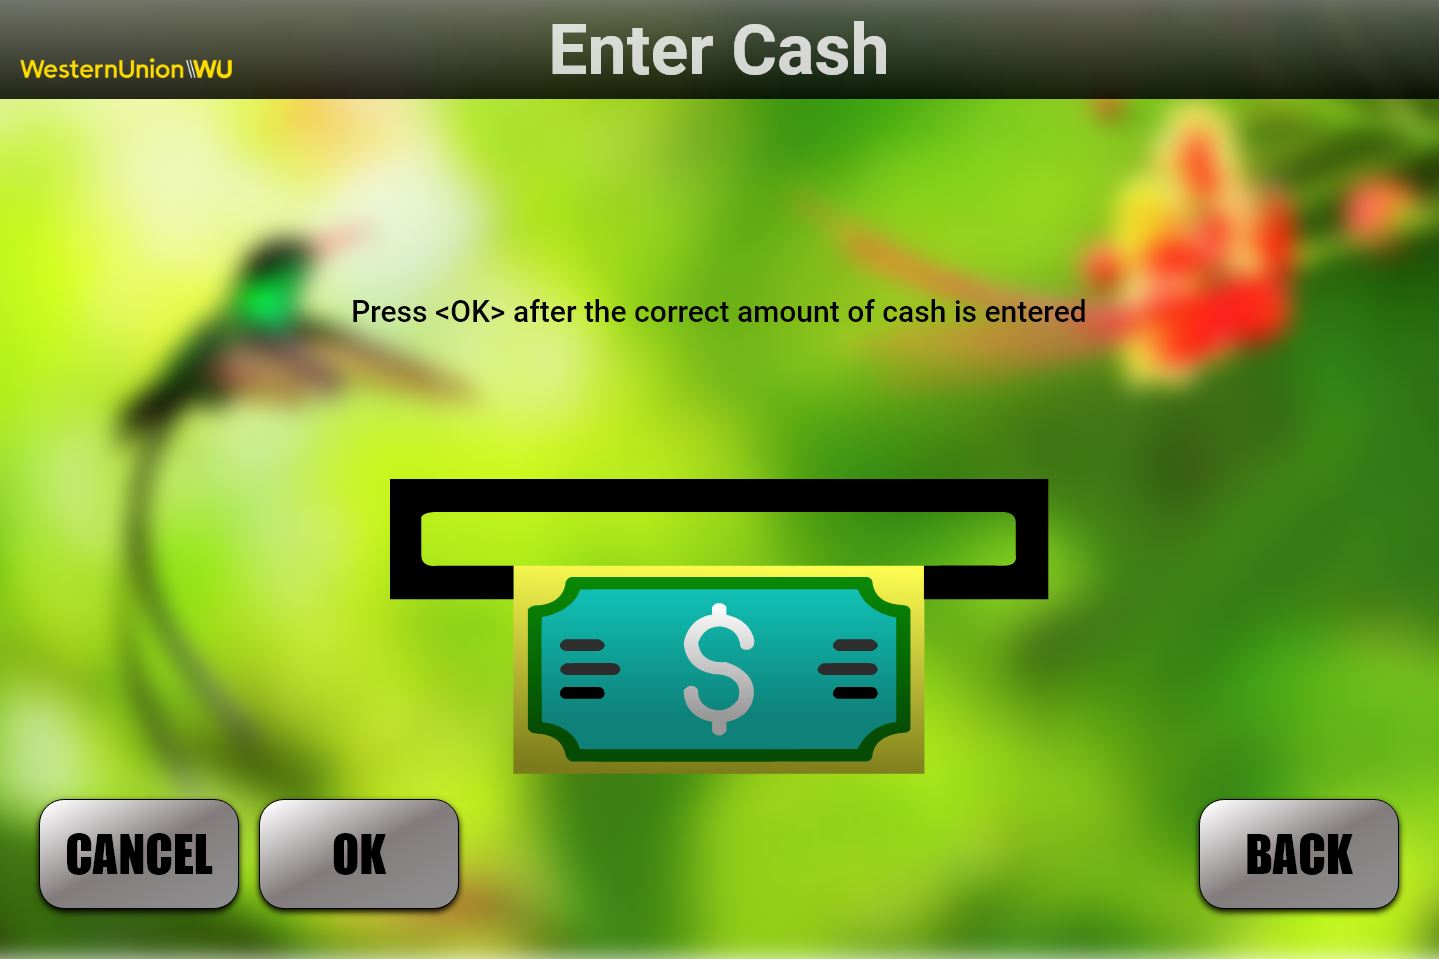 Enter Cash
WesternUnion\\WU
Press <OK> after the correct amount of cash is entered
$
CANCEL
OK
BACK